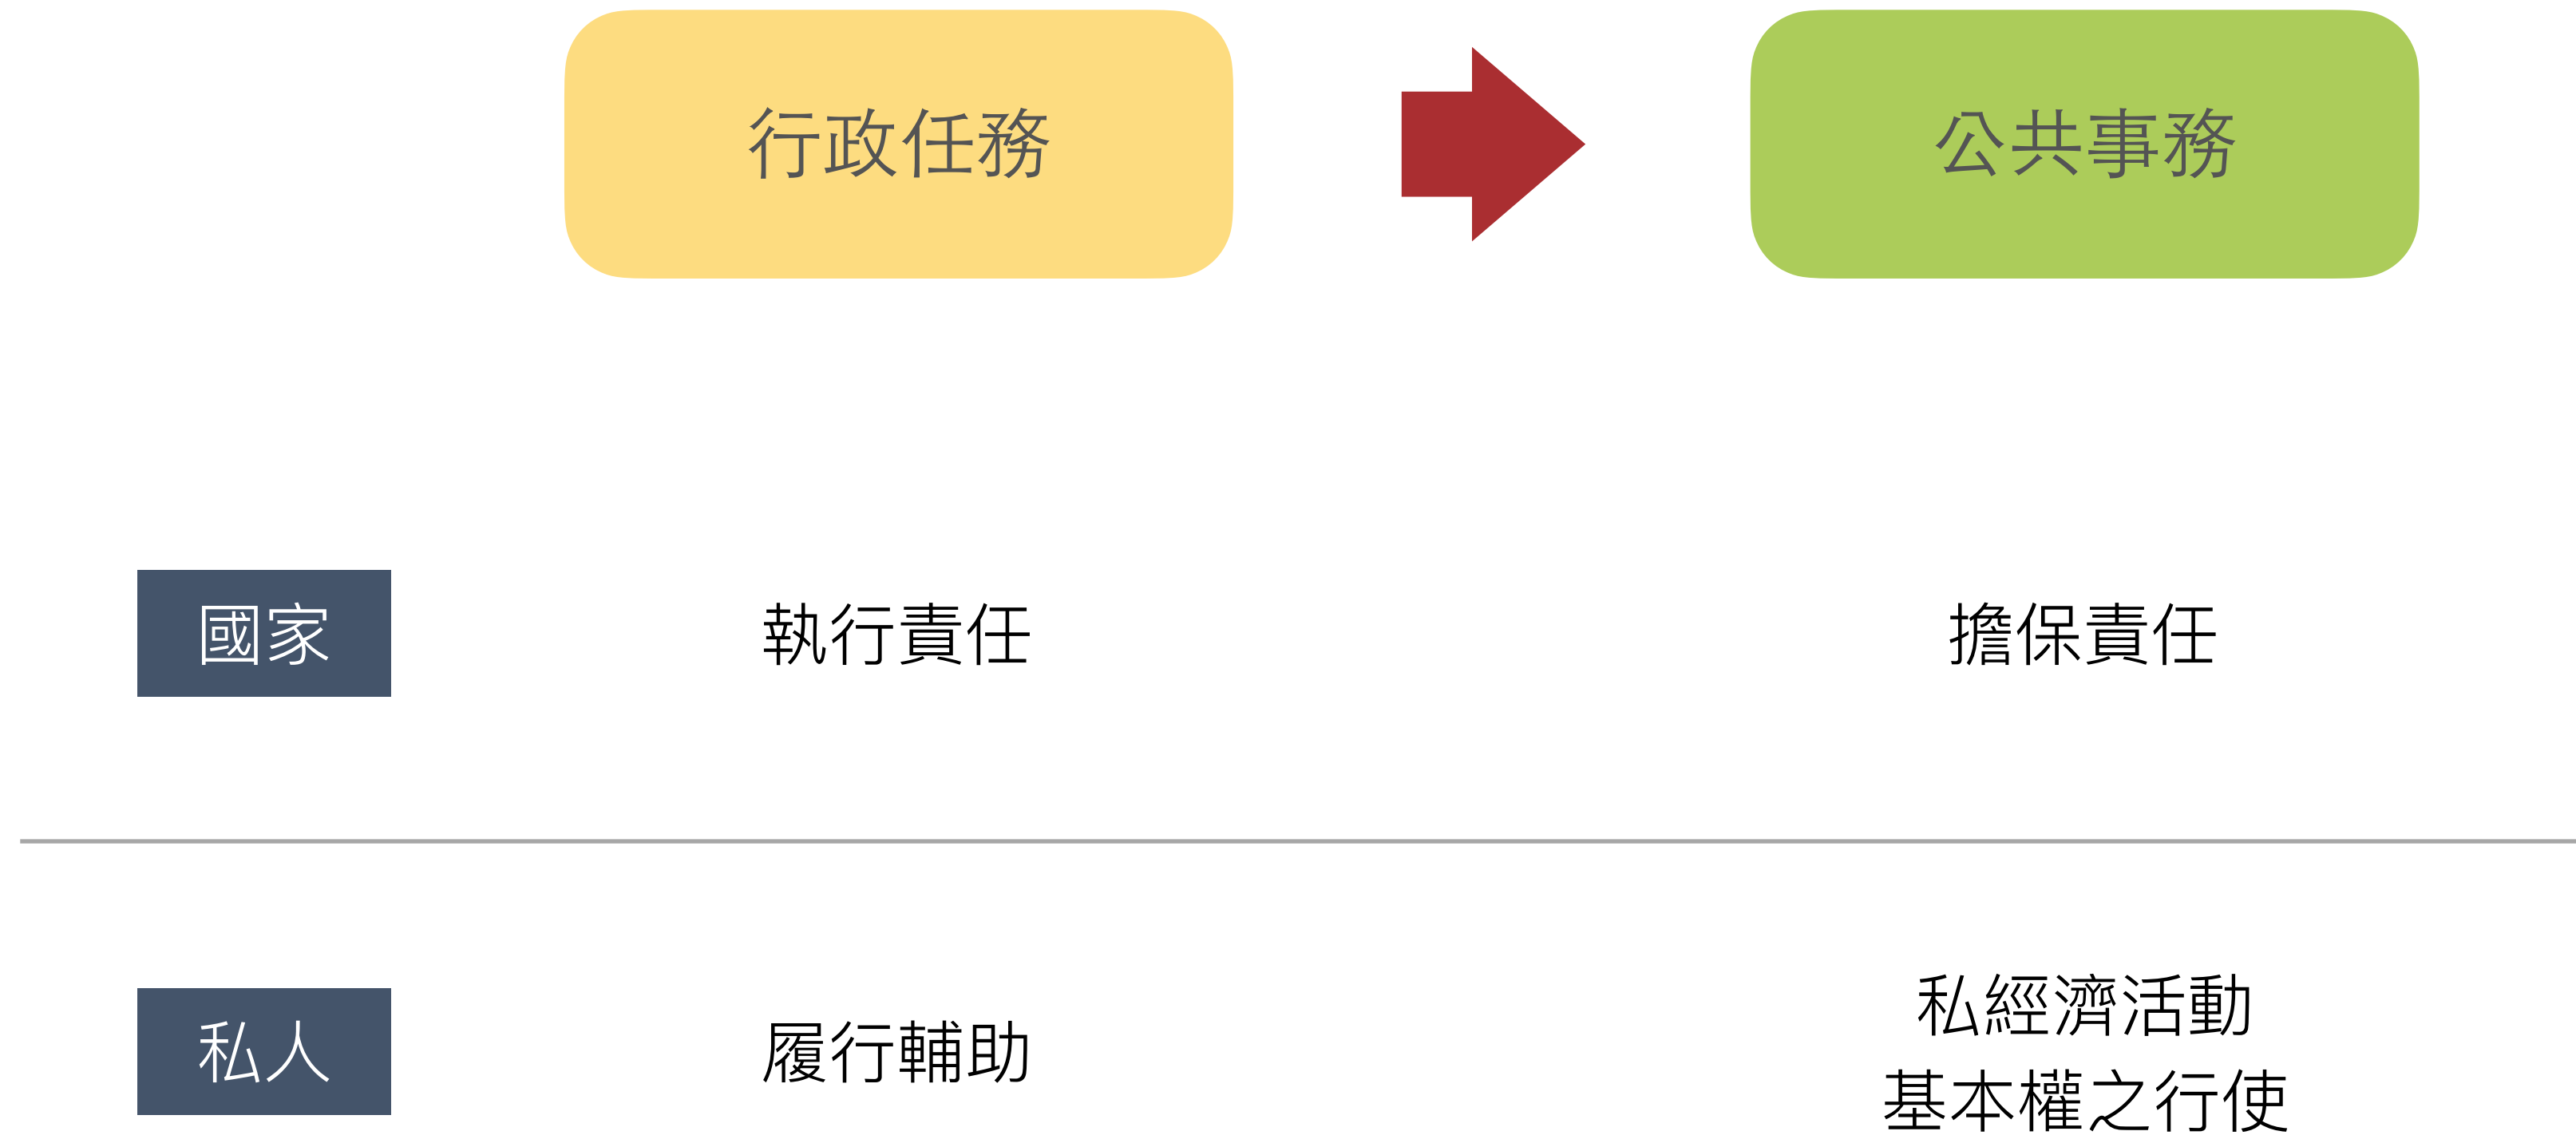 行政任務
公共事務
國家
執行責任
擔保責任
私人
履行輔助
私經濟活動
基本權之行使